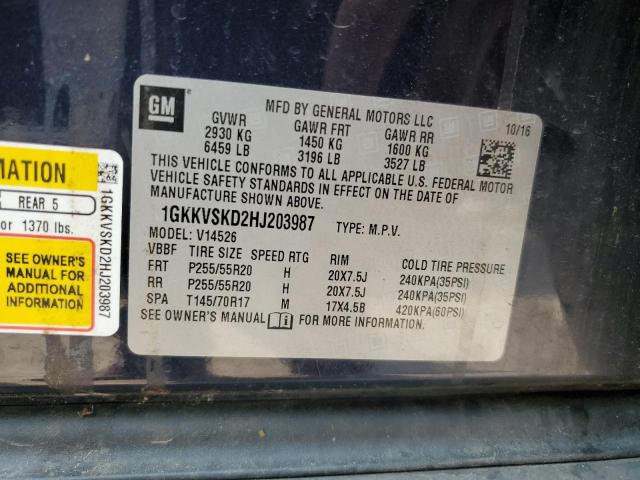 GM
MFD BY GENERAL MOTORS LLC
10/16
GVWR GAWR FRT GAWR RR
2930 KG 1450 KG 1600 KG
6459 LB 3196 LB 3527 LB
THIS VEHICLE CONFORMS TO ALL APPLICABLE U.S. FEDERAL MOTOR
VEHICLE SAFETY STANDARDS IN EFFECT ON THE DATE OF
MANUFACTURE SHOWN ABOVE.
1GKKVSKD2HJ203987 TYPE: M.P.V.
MODEL: V14526
VBBF TIRE SIZE SPEED RTG RIM COLD TIRE PRESSURE
FRT P255/55R20 H 20X7.5J 240KPA(35PSI)
RR P255/55R20 H 20X7.5J 240KPA(35PSI)
SPA T145/70R17 M 17X4.5B 420KPA(60PSI)
SEE OWNER'S MANUAL FOR MORE INFORMATION.
MATION
REAR 5
or 1370 lbs.
SEE OWNER'S
MANUAL FOR
ADDITIONAL
INFORMATION
1GKKVSKD2HJ203987